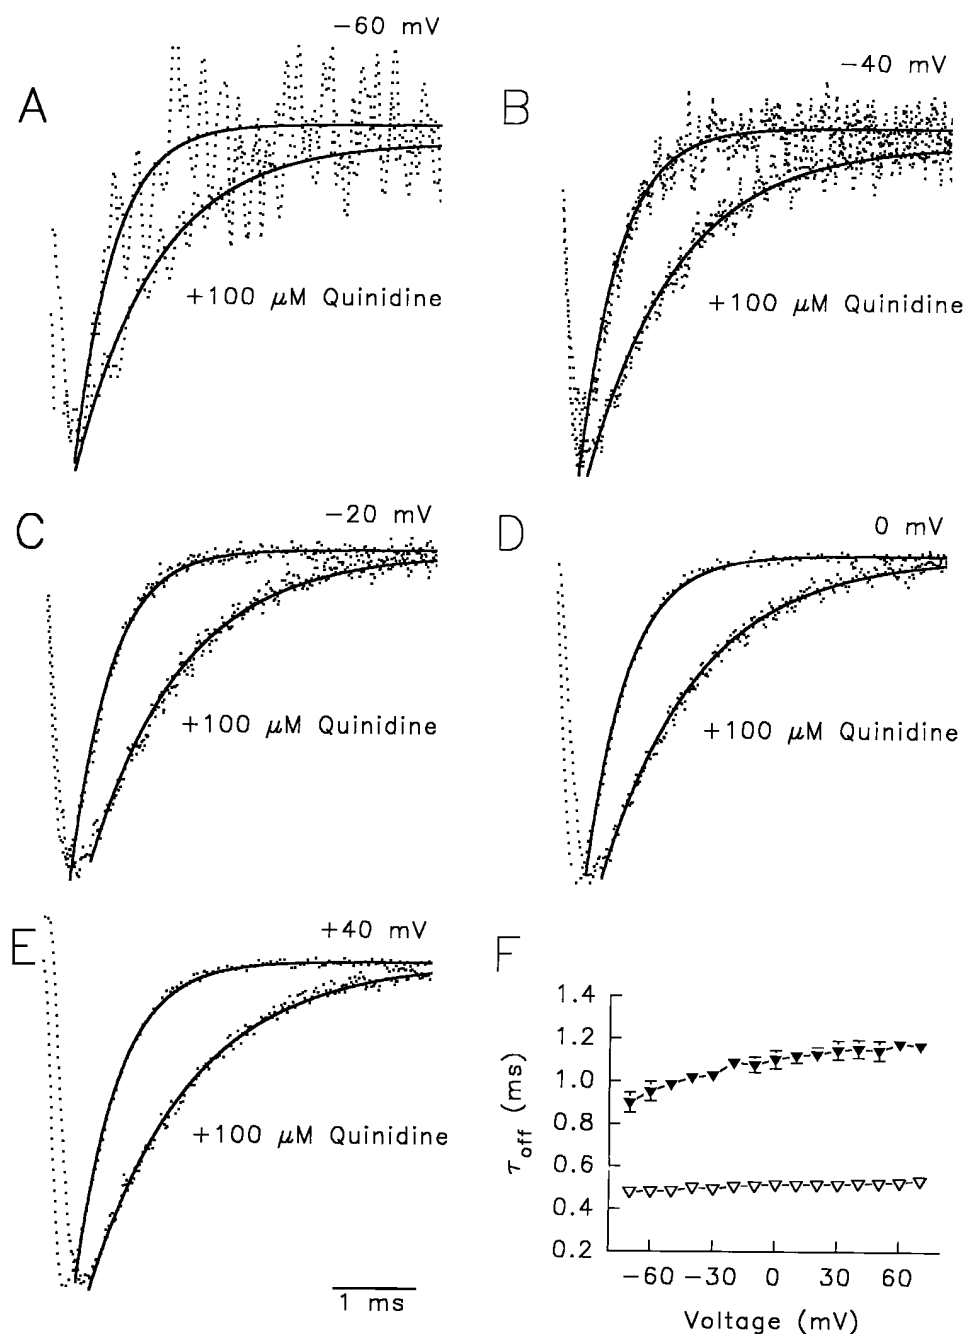 A
−60 mV
+100 μM Quinidine
B
−40 mV
+100 μM Quinidine
C
−20 mV
+100 μM Quinidine
D
0 mV
+100 μM Quinidine
E
+40 mV
+100 μM Quinidine
1 ms
F
τoff (ms)
1.4
1.2
1.0
0.8
0.6
0.4
0.2
−60 −30 0 30 60
Voltage (mV)